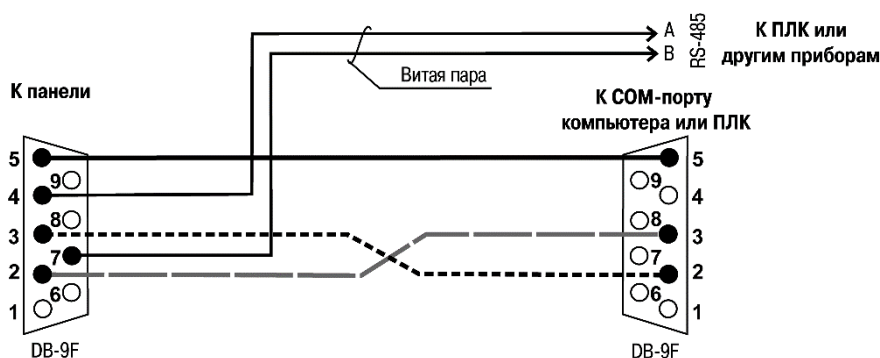 A
B
RS-485
К ПЛК или
другим приборам
Витая пара
К панели
К COM-порту
компьютера или ПЛК
5
9
4
8
3
7
2
6
1
DB-9F
5
9
4
8
3
7
2
6
1
DB-9F